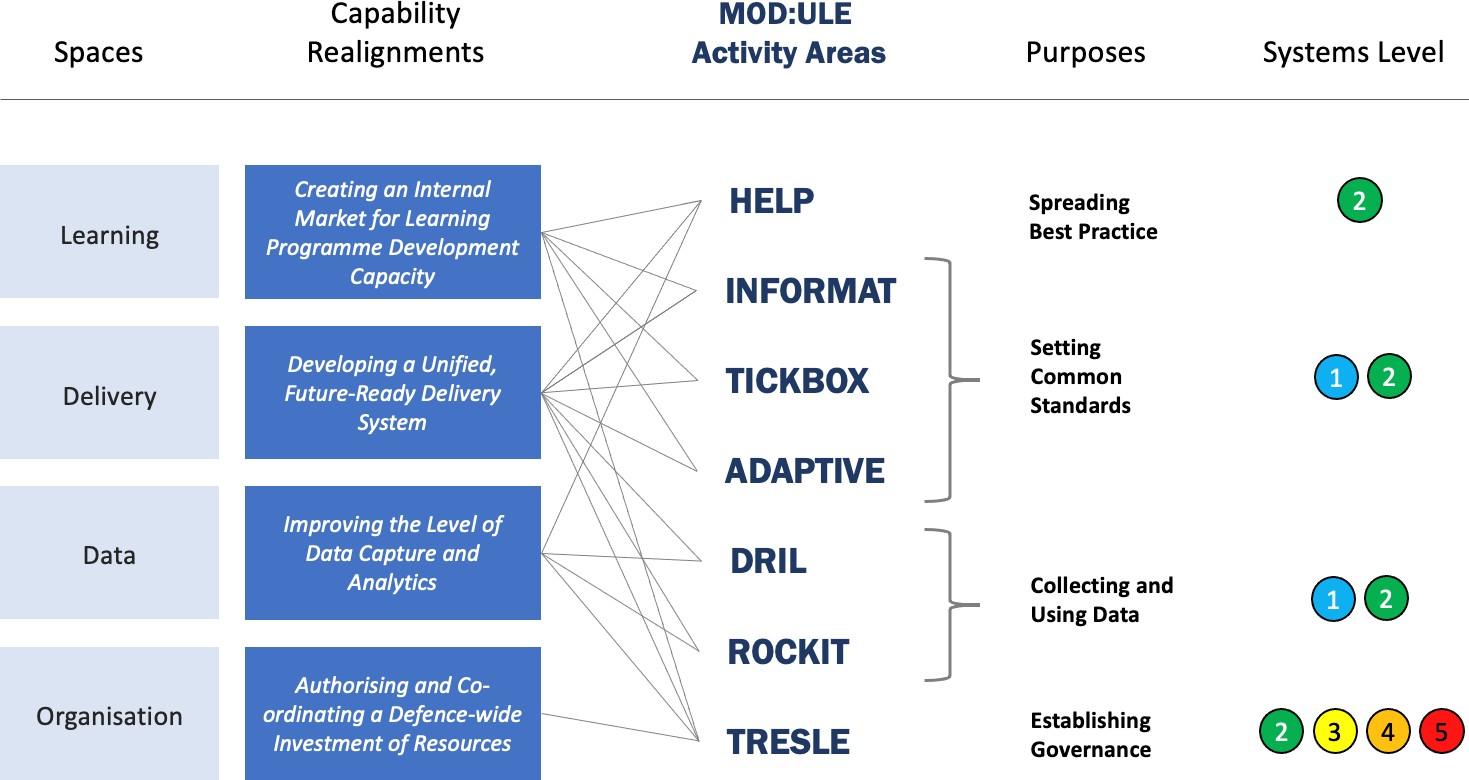 Spaces
Capability
Realignments
MOD:ULE
Activity Areas
Purposes
Systems Level
Learning
Creating an Internal
Market for Learning
Programme Development
Capacity
Delivery
Developing a Unified,
Future-Ready Delivery
System
Data
Improving the Level of
Data Capture and
Analytics
Organisation
Authorising and Co-
ordinating a Defence-wide
Investment of Resources
HELP
INFORMAT
TICKBOX
ADAPTIVE
DRIL
ROCKIT
TRESLE
Spreading
Best Practice
2
Setting
Common
Standards
1 2
Collecting and
Using Data
1 2
Establishing
Governance
2 3 4 5